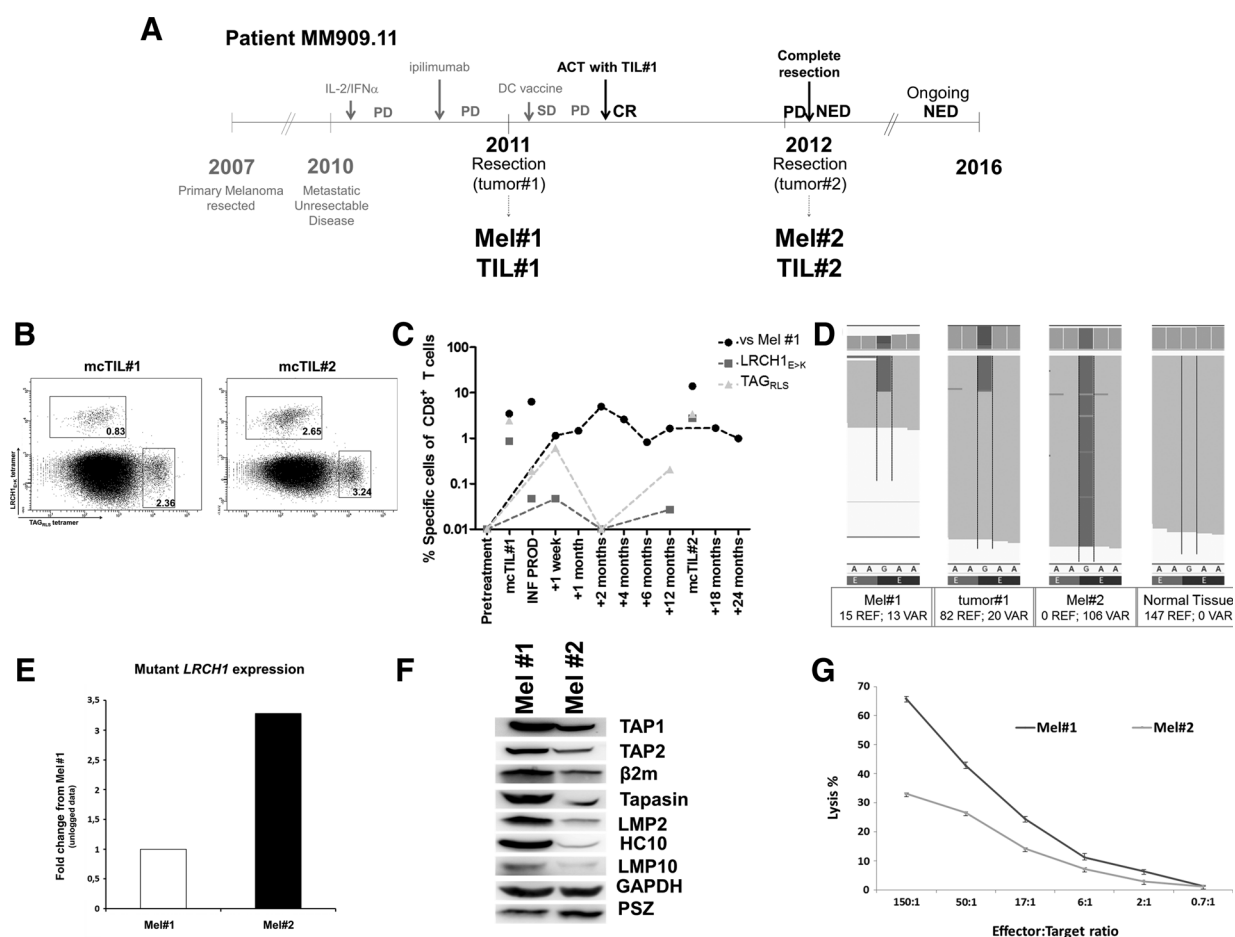 A
Patient MM909.11
IL-2/IFNα
PD
ipilimumab
PD
DC vaccine
SD
PD
ACT with TIL#1
CR
Complete
resection
PD
NED
Ongoing
NED
2007
Primary Melanoma
resected
2010
Metastatic
Unresectable
Disease
2011
Resection
(tumor#1)
Mel#1
TIL#1
2012
Resection
(tumor#2)
Mel#2
TIL#2
2016
B
mcTIL#1
mcTIL#2
0.83
2.36
2.65
3.24
LRCH1E>K tetramer
TAGRLS tetramer
C
% Specific cells of CD8+ T cells
100
10
1
0.1
0.01
vs Mel #1
LRCH1E>K
TAGRLS
Pretreatment
mcTIL#1
INF PROD
+1 week
+1 month
+2 months
+4 months
+6 months
+12 months
mcTIL#2
+18 months
+24 months
D
A A G A A
E E
Mel#1
15 REF; 13 VAR
A A G A A
E E
tumor#1
82 REF; 20 VAR
A A G A A
E E
Mel#2
0 REF; 106 VAR
A A G A A
E E
Normal Tissue
147 REF; 0 VAR
E
Mutant LRCH1 expression
Fold change from Mel#1
(unlogged data)
3,5
3
2,5
2
1,5
1
0,5
0
Mel#1
Mel#2
F
Mel #1
Mel #2
TAP1
TAP2
β2m
Tapasin
LMP2
HC10
LMP10
GAPDH
PSZ
G
Lysis %
70
60
50
40
30
20
10
0
Mel#1
Mel#2
150:1
50:1
17:1
6:1
2:1
0.7:1
Effector:Target ratio